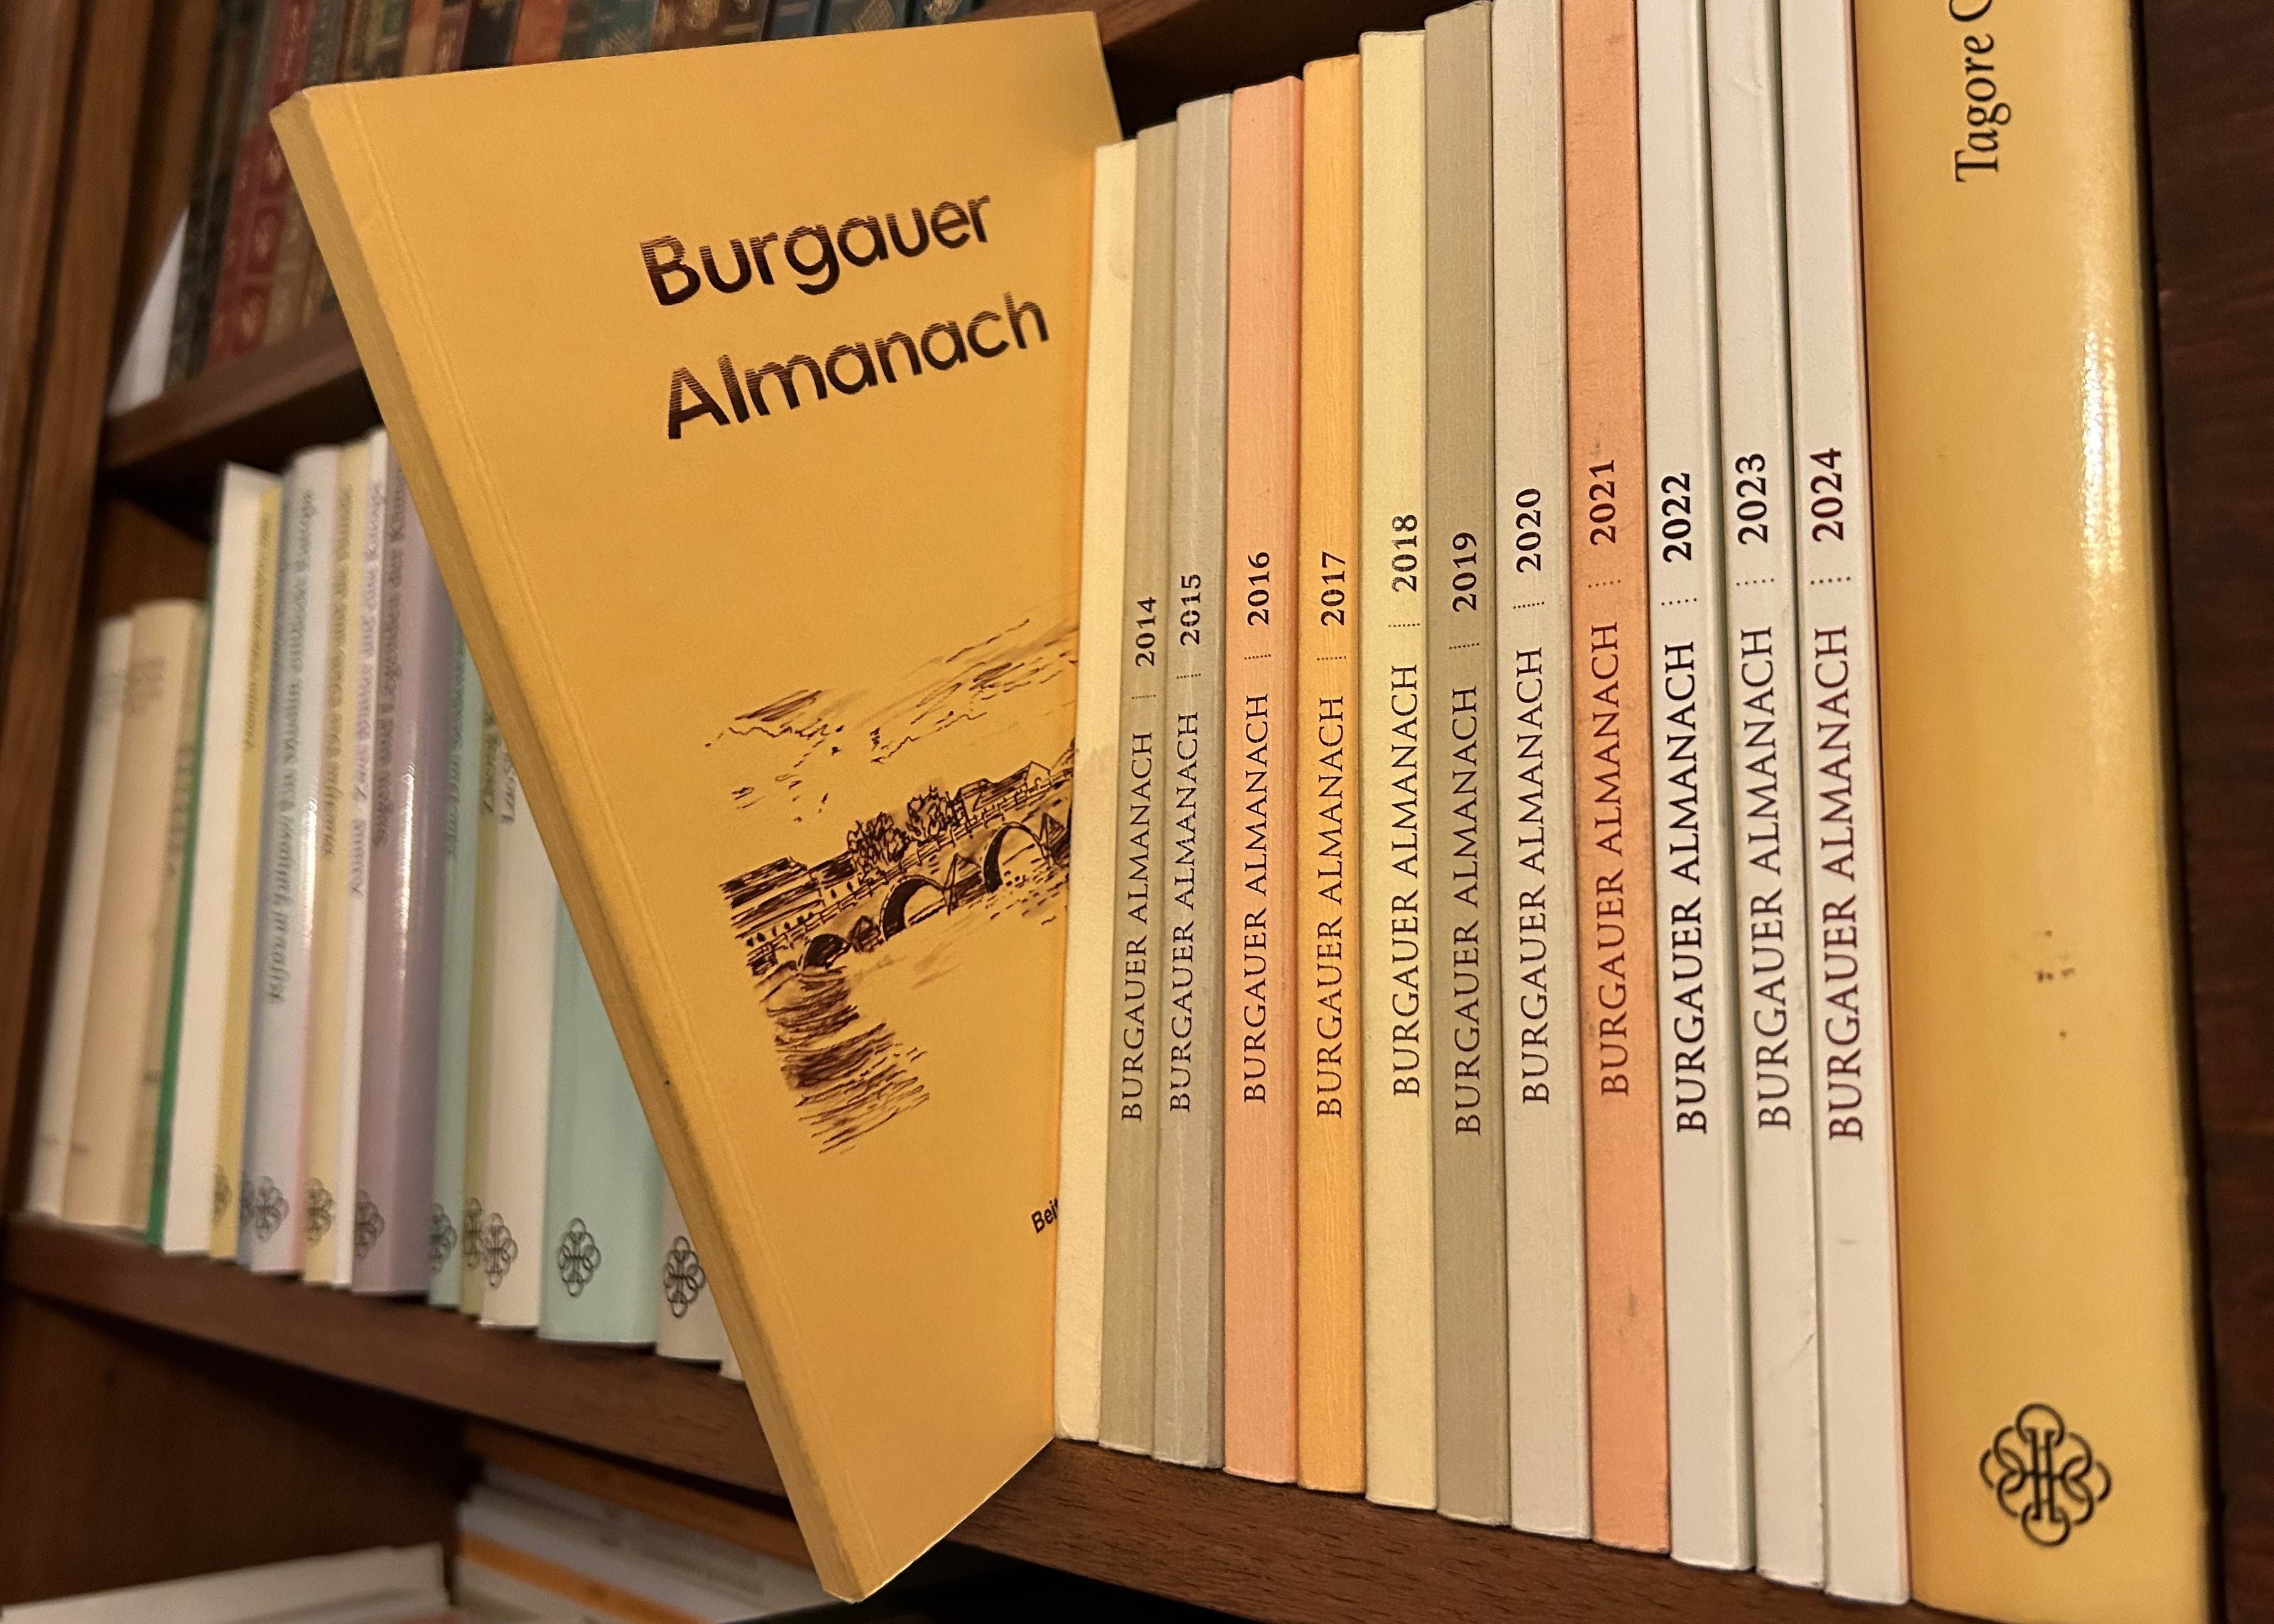 Burgauer
Almanach
Beit
BURGAUER ALMANACH 2014
BURGAUER ALMANACH 2015
BURGAUER ALMANACH 2016
BURGAUER ALMANACH 2017
BURGAUER ALMANACH 2018
BURGAUER ALMANACH 2019
BURGAUER ALMANACH 2020
BURGAUER ALMANACH 2021
BURGAUER ALMANACH 2022
BURGAUER ALMANACH 2023
BURGAUER ALMANACH 2024
Tagore